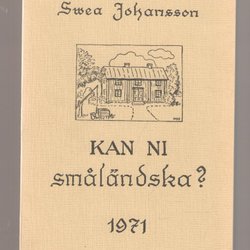 Swea Johansson
KAN NI
småländska?
1971